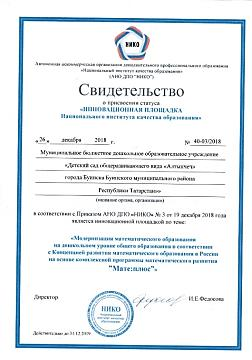 НИКО
Автономная некоммерческая организация дополнительного профессионального образования
«Национальный институт качества образования»
(АНО ДПО "НИКО")
Свидетельство
о присвоении статуса
«ИННОВАЦИОННАЯ ПЛОЩАДКА
Национального института качества образования»
« 26 » декабря 2018 г. № 40-03/2018
Муниципальное бюджетное дошкольное образовательное учреждение
«Детский сад общеразвивающего вида
города Буинска Буинского муниципального района
Республики Татарстан»
(название органа, организации)
в соответствии с Приказом АНО ДПО «НИКО» № 3 от 19 декабря 2018 года
является инновационной площадкой по теме:
«Модернизация математического образования
на дошкольном уровне общего образования в соответствии
с Концепцией развития математического образования в России
на основе комплексной программы математического развития
"Мате:плюс"».
Директор И.Е.Федосова
НИКО
Действительно до 31.12.2019